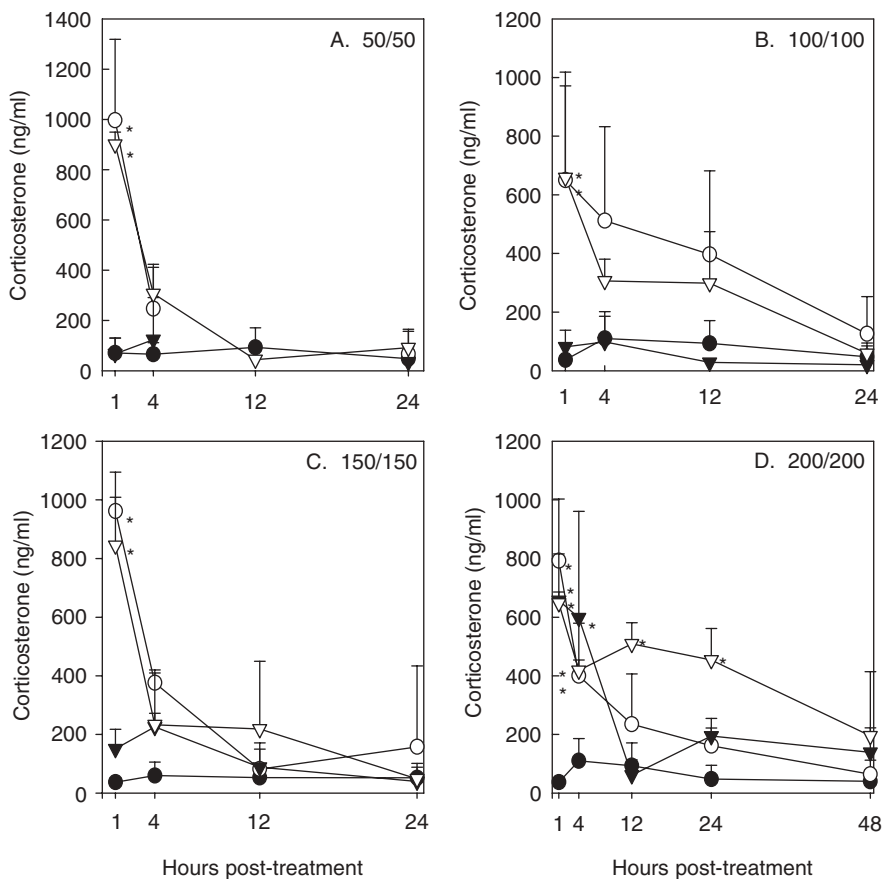 A. 50/50
Corticosterone (ng/ml)
1400
1200
1000
800
600
400
200
0
* *
1 4 12 24
B. 100/100
Corticosterone (ng/ml)
1200
1000
800
600
400
200
0
* *
1 4 12 24
C. 150/150
Corticosterone (ng/ml)
1200
1000
800
600
400
200
0
* *
1 4 12 24
Hours post-treatment
D. 200/200
Corticosterone (ng/ml)
1200
1000
800
600
400
200
0
* * * * * * * *
1 4 12 24 48
Hours post-treatment